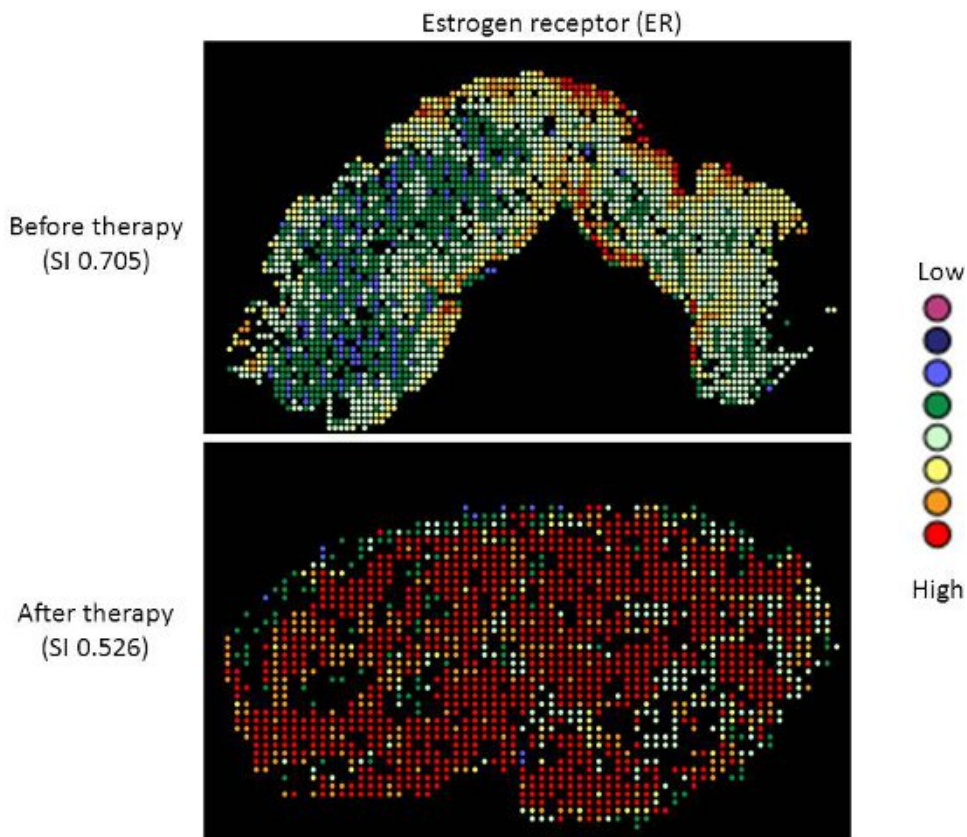 Estrogen receptor (ER)
Before therapy
(SI 0.705)
Low
High
After therapy
(SI 0.526)